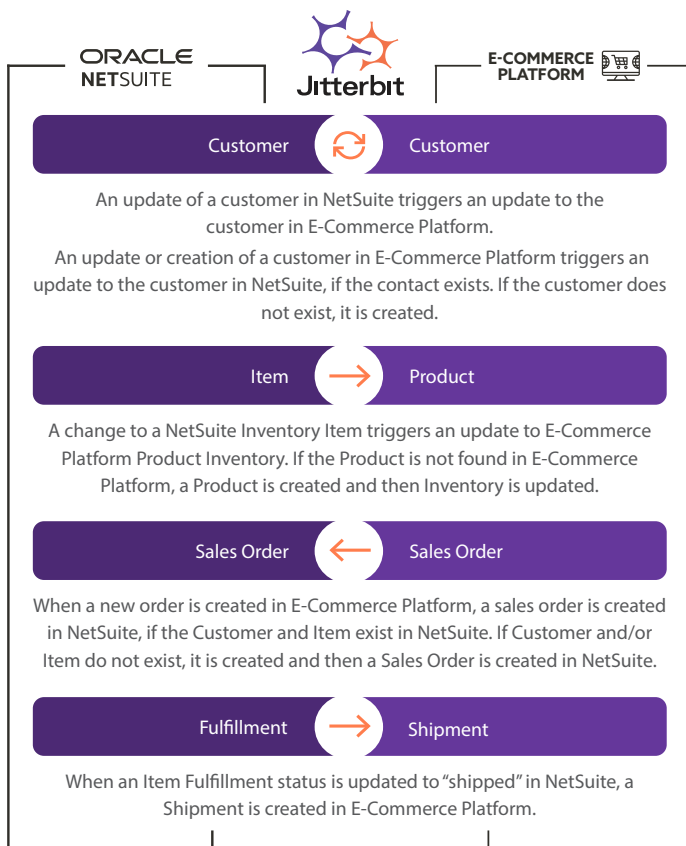 ORACLE
NETSUITE
Jitterbit
E-COMMERCE
PLATFORM
Customer Customer
An update of a customer in NetSuite triggers an update to the
customer in E-Commerce Platform.
An update or creation of a customer in E-Commerce Platform triggers an
update to the customer in NetSuite, if the contact exists. If the customer does
not exist, it is created.
Item Product
A change to a NetSuite Inventory Item triggers an update to E-Commerce
Platform Product Inventory. If the Product is not found in E-Commerce
Platform, a Product is created and then Inventory is updated.
Sales Order Sales Order
When a new order is created in E-Commerce Platform, a sales order is created
in NetSuite, if the Customer and Item exist in NetSuite. If Customer and/or
Item do not exist, it is created and then a Sales Order is created in NetSuite.
Fulfillment Shipment
When an Item Fulfillment status is updated to “shipped” in NetSuite, a
Shipment is created in E-Commerce Platform.